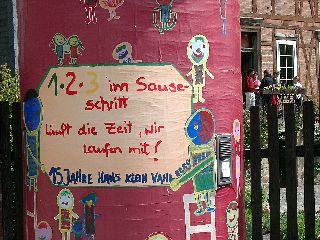 1·2·3 im Sause-
schritt
Läuft die Zeit, wir
laufen mit!
15 JAHRE HAUS KLEIN